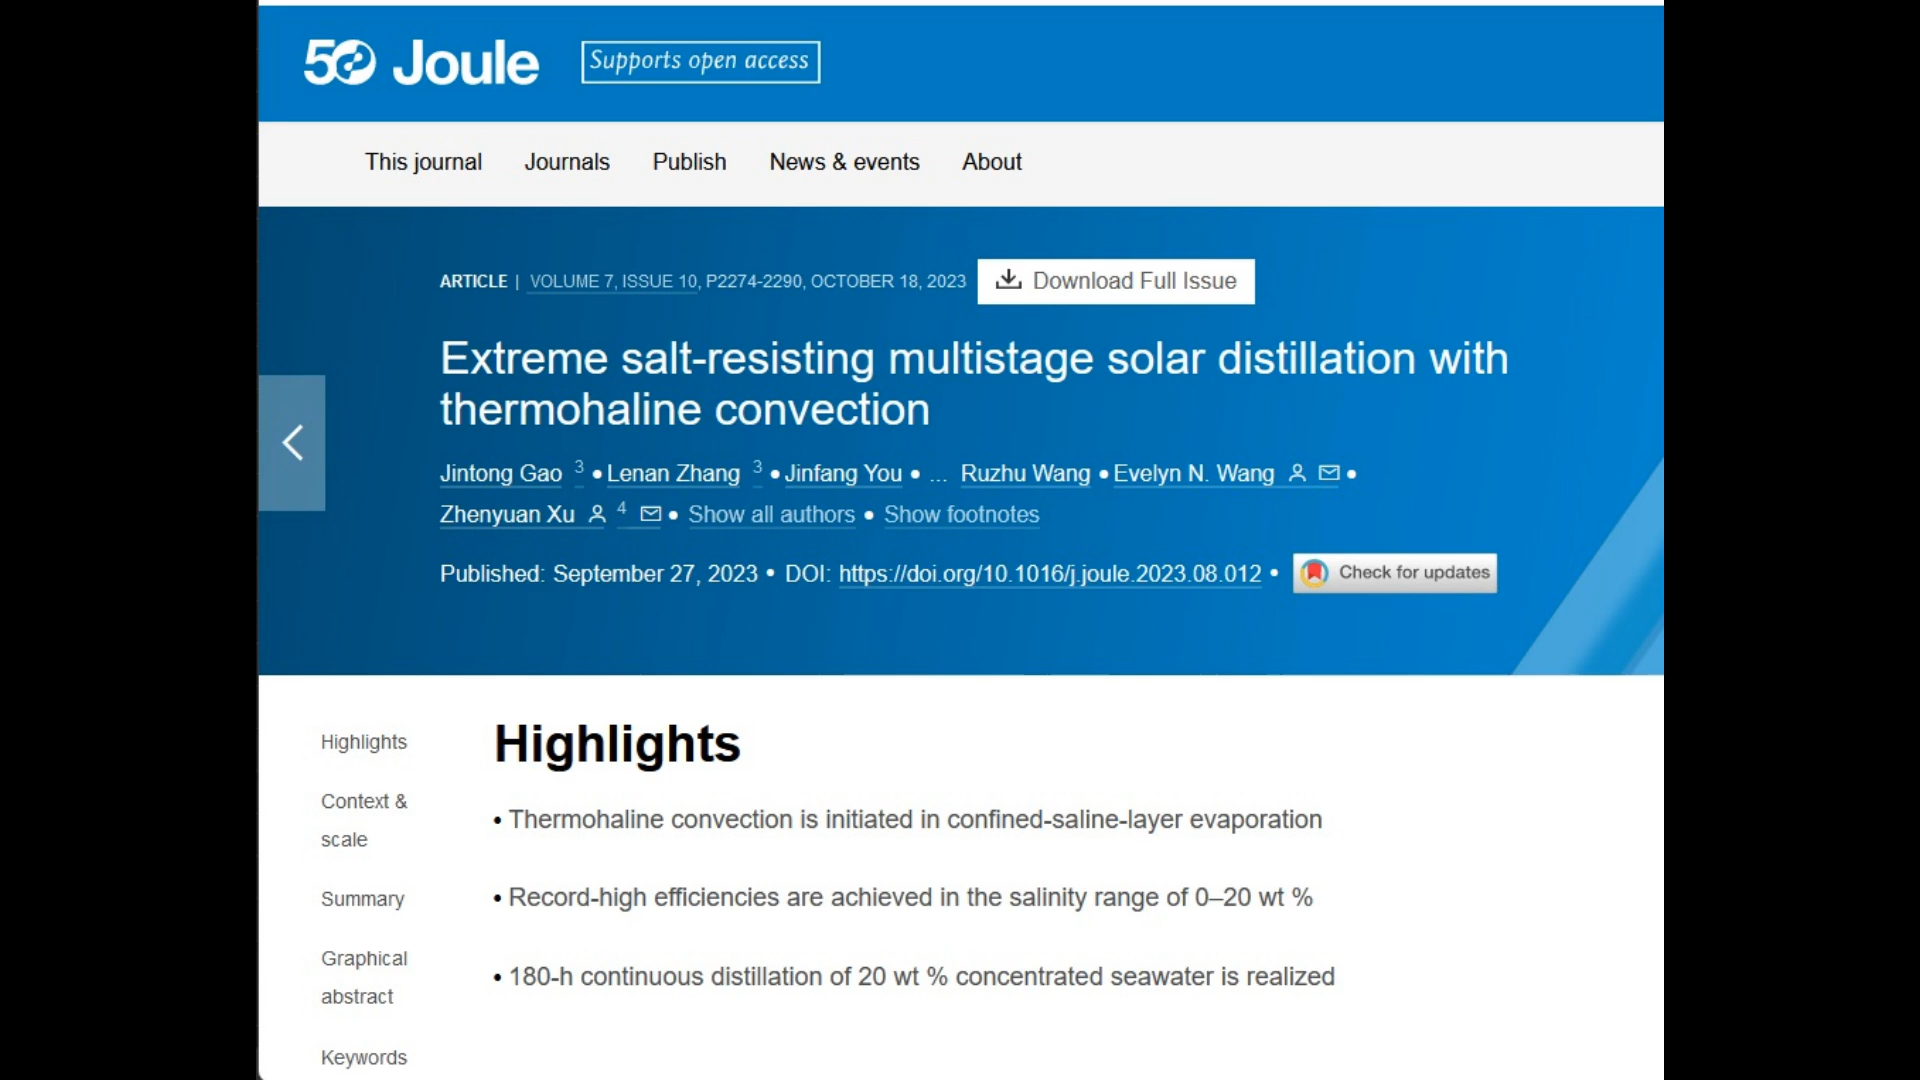 50 Joule Supports open access
This journal Journals Publish News & events About
ARTICLE | VOLUME 7, ISSUE 10, P2274-2290, OCTOBER 18, 2023 Download Full Issue
Extreme salt-resisting multistage solar distillation with
thermohaline convection
Jintong Gao 3 • Lenan Zhang 3 • Jinfang You • ... Ruzhu Wang • Evelyn N. Wang •
Zhenyuan Xu 4 • Show all authors • Show footnotes
Published: September 27, 2023 • DOI: https://doi.org/10.1016/j.joule.2023.08.012 • Check for updates
Highlights
Context &
scale
Summary
Graphical
abstract
Keywords
Highlights
• Thermohaline convection is initiated in confined-saline-layer evaporation
• Record-high efficiencies are achieved in the salinity range of 0–20 wt %
• 180-h continuous distillation of 20 wt % concentrated seawater is realized